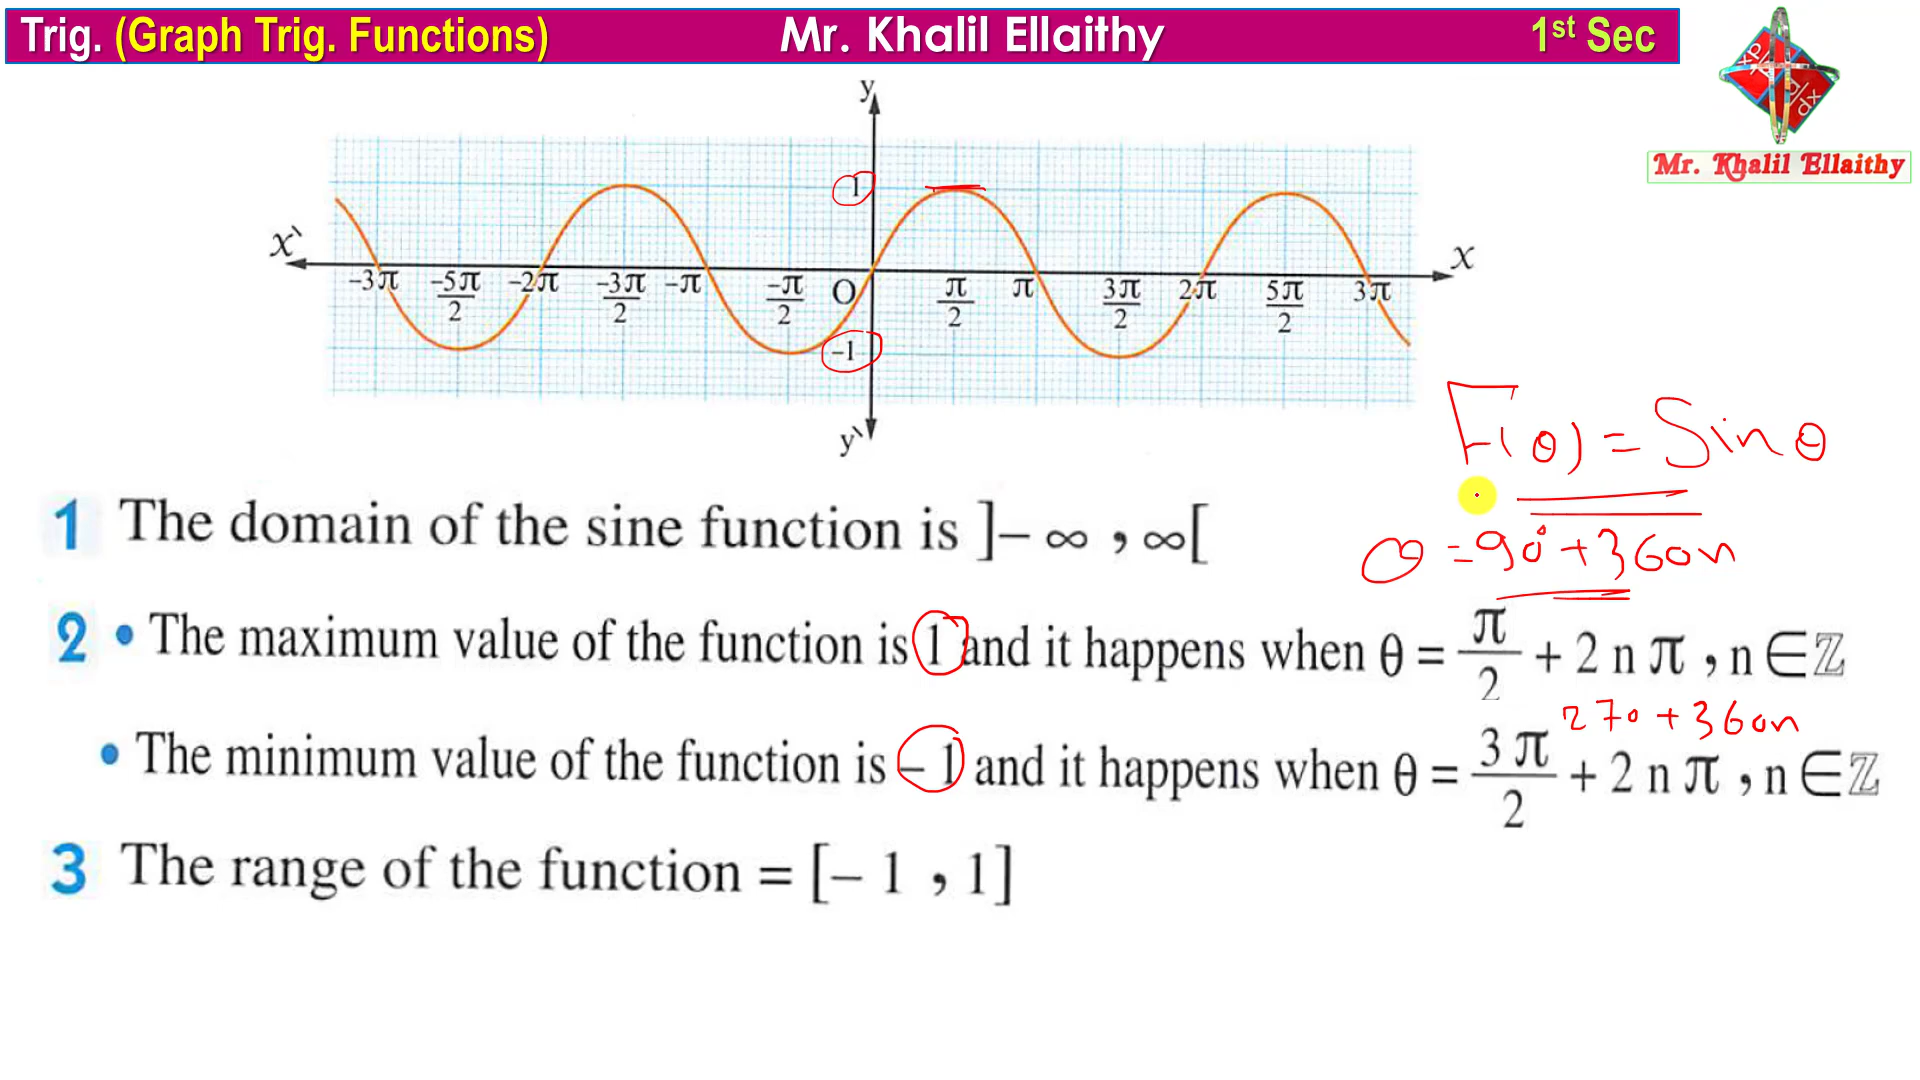 Trig. (Graph Trig. Functions) Mr. Khalil Ellaithy 1st Sec
Mr. Khalil Ellaithy
y
1
x` x
-3π -5π/2 -2π -3π/2 -π -π/2 O π/2 π 3π/2 2π 5π/2 3π
-1
y`
F(θ) = Sin θ
1 The domain of the sine function is ]– ∞ , ∞[
θ = 90° + 360n
2 • The maximum value of the function is 1 and it happens when θ = π/2 + 2 n π , n ∈ ℤ
270 + 360n
• The minimum value of the function is – 1 and it happens when θ = 3 π/2 + 2 n π , n ∈ ℤ
3 The range of the function = [– 1 , 1]